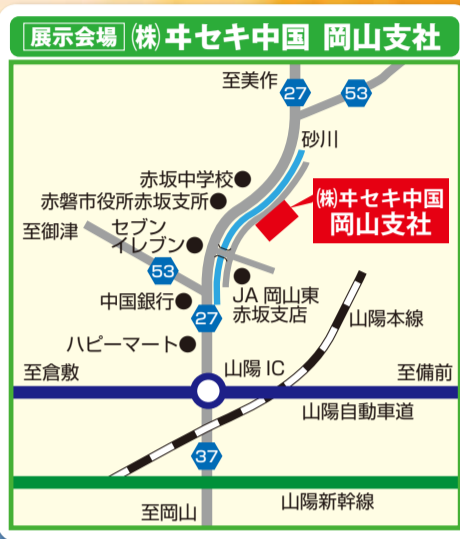 展示会場 ㈱ヰセキ中国 岡山支社
至美作
27
53
砂川
赤坂中学校
赤磐市役所赤坂支所
㈱ヰセキ中国
岡山支社
至御津
セブン
イレブン
53
中国銀行
JA 岡山東
赤坂支店
27
山陽本線
ハピーマート
至倉敷
山陽 IC
至備前
山陽自動車道
37
山陽新幹線
至岡山